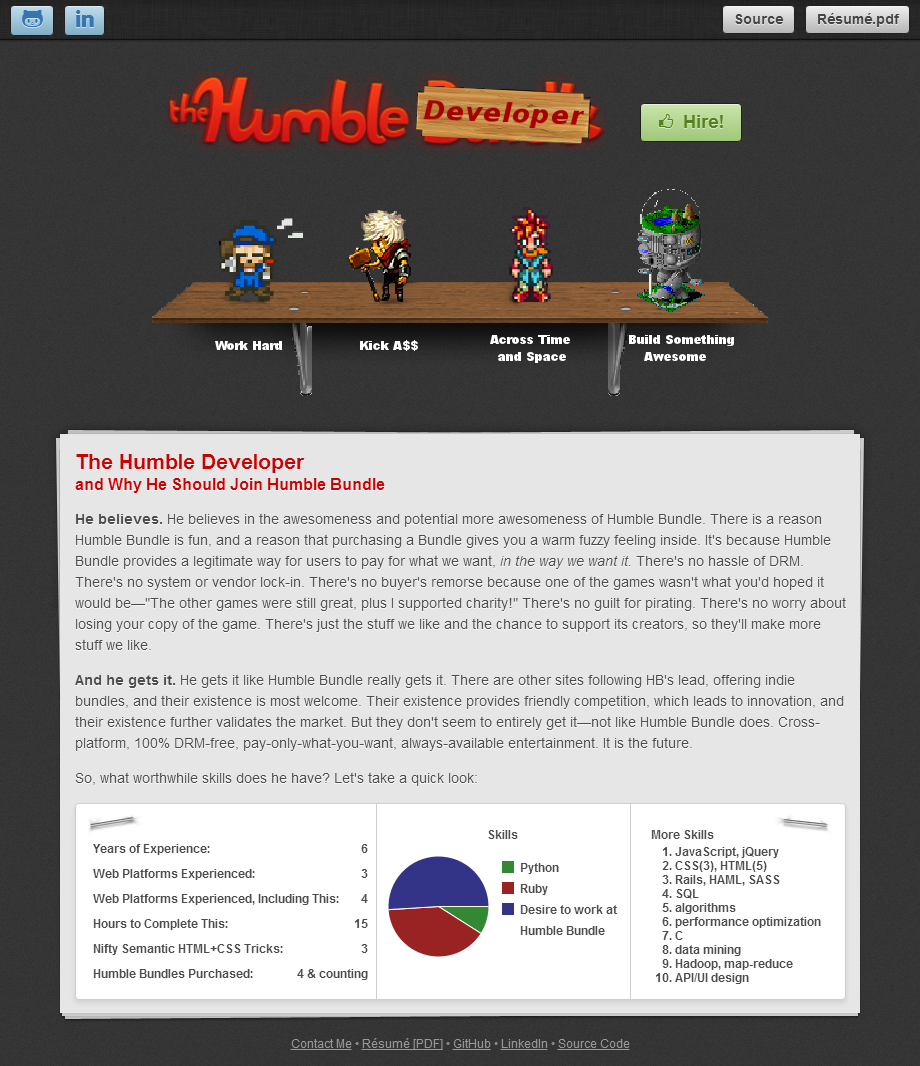 in
Source
Résumé.pdf
the Humble
Developer
Hire!
Work Hard
Kick A$$
Across Time
and Space
Build Something
Awesome
The Humble Developer
and Why He Should Join Humble Bundle
He believes. He believes in the awesomeness and potential more awesomeness of Humble Bundle. There is a reason
Humble Bundle is fun, and a reason that purchasing a Bundle gives you a warm fuzzy feeling inside. It's because Humble
Bundle provides a legitimate way for users to pay for what we want, in the way we want it. There's no hassle of DRM.
There's no system or vendor lock-in. There's no buyer's remorse because one of the games wasn't what you'd hoped it
would be—"The other games were still great, plus I supported charity!" There's no guilt for pirating. There's no worry about
losing your copy of the game. There's just the stuff we like and the chance to support its creators, so they'll make more
stuff we like.
And he gets it. He gets it like Humble Bundle really gets it. There are other sites following HB's lead, offering indie
bundles, and their existence is most welcome. Their existence provides friendly competition, which leads to innovation, and
their existence further validates the market. But they don't seem to entirely get it—not like Humble Bundle does. Cross-
platform, 100% DRM-free, pay-only-what-you-want, always-available entertainment. It is the future.
So, what worthwhile skills does he have? Let's take a quick look:
Years of Experience: 6
Web Platforms Experienced: 3
Web Platforms Experienced, Including This: 4
Hours to Complete This: 15
Nifty Semantic HTML+CSS Tricks: 3
Humble Bundles Purchased: 4 & counting
Skills
Python
Ruby
Desire to work at
Humble Bundle
More Skills
1. JavaScript, jQuery
2. CSS(3), HTML(5)
3. Rails, HAML, SASS
4. SQL
5. algorithms
6. performance optimization
7. C
8. data mining
9. Hadoop, map-reduce
10. API/UI design
Contact Me • Résumé [PDF] • GitHub • LinkedIn • Source Code